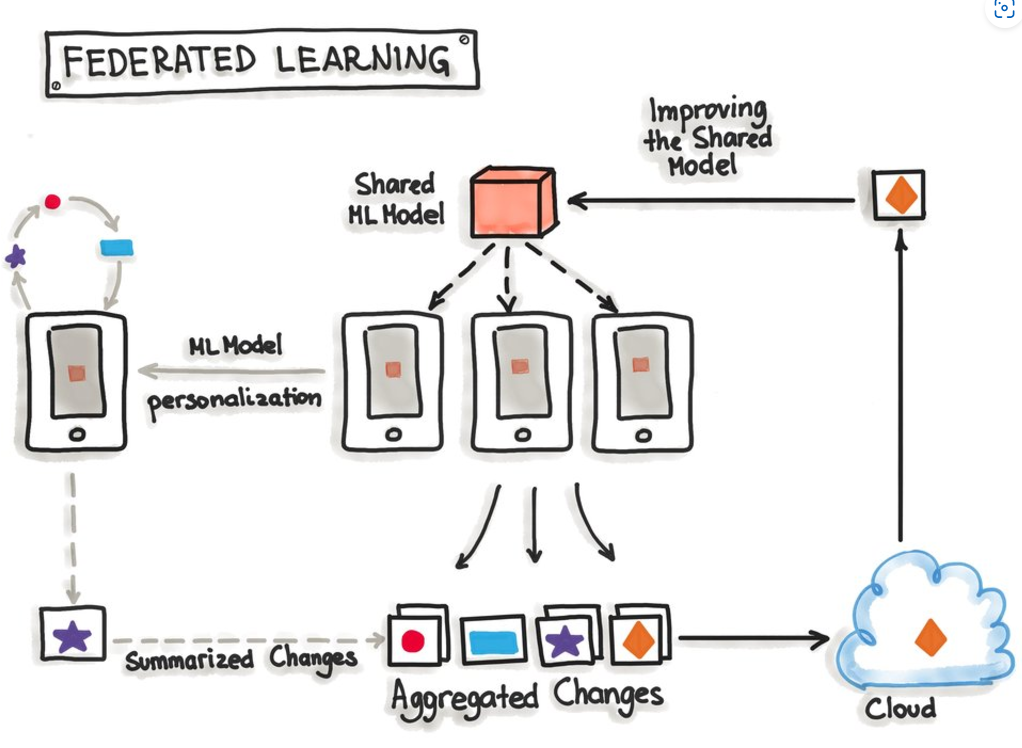 FEDERATED LEARNING
Improving
the Shared
Model
Shared
ML Model
ML Model
personalization
Summarized Changes
Aggregated Changes
Cloud